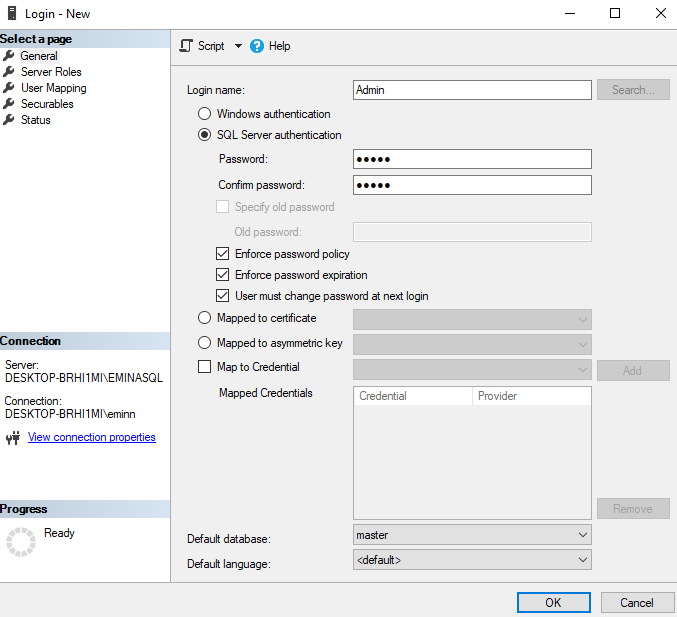 Login - New
Select a page
General
Server Roles
User Mapping
Securables
Status
Connection
Server:
DESKTOP-BRHI1MI\EMINASQL
Connection:
DESKTOP-BRHI1MI\eminn
View connection properties
Progress
Ready
Script
Help
Login name:
Admin
Search...
Windows authentication
SQL Server authentication
Password:
●●●●●
Confirm password:
●●●●●
Specify old password
Old password:
Enforce password policy
Enforce password expiration
User must change password at next login
Mapped to certificate
Mapped to asymmetric key
Map to Credential
Add
Mapped Credentials
Credential
Provider
Remove
Default database:
master
Default language:
<default>
OK
Cancel